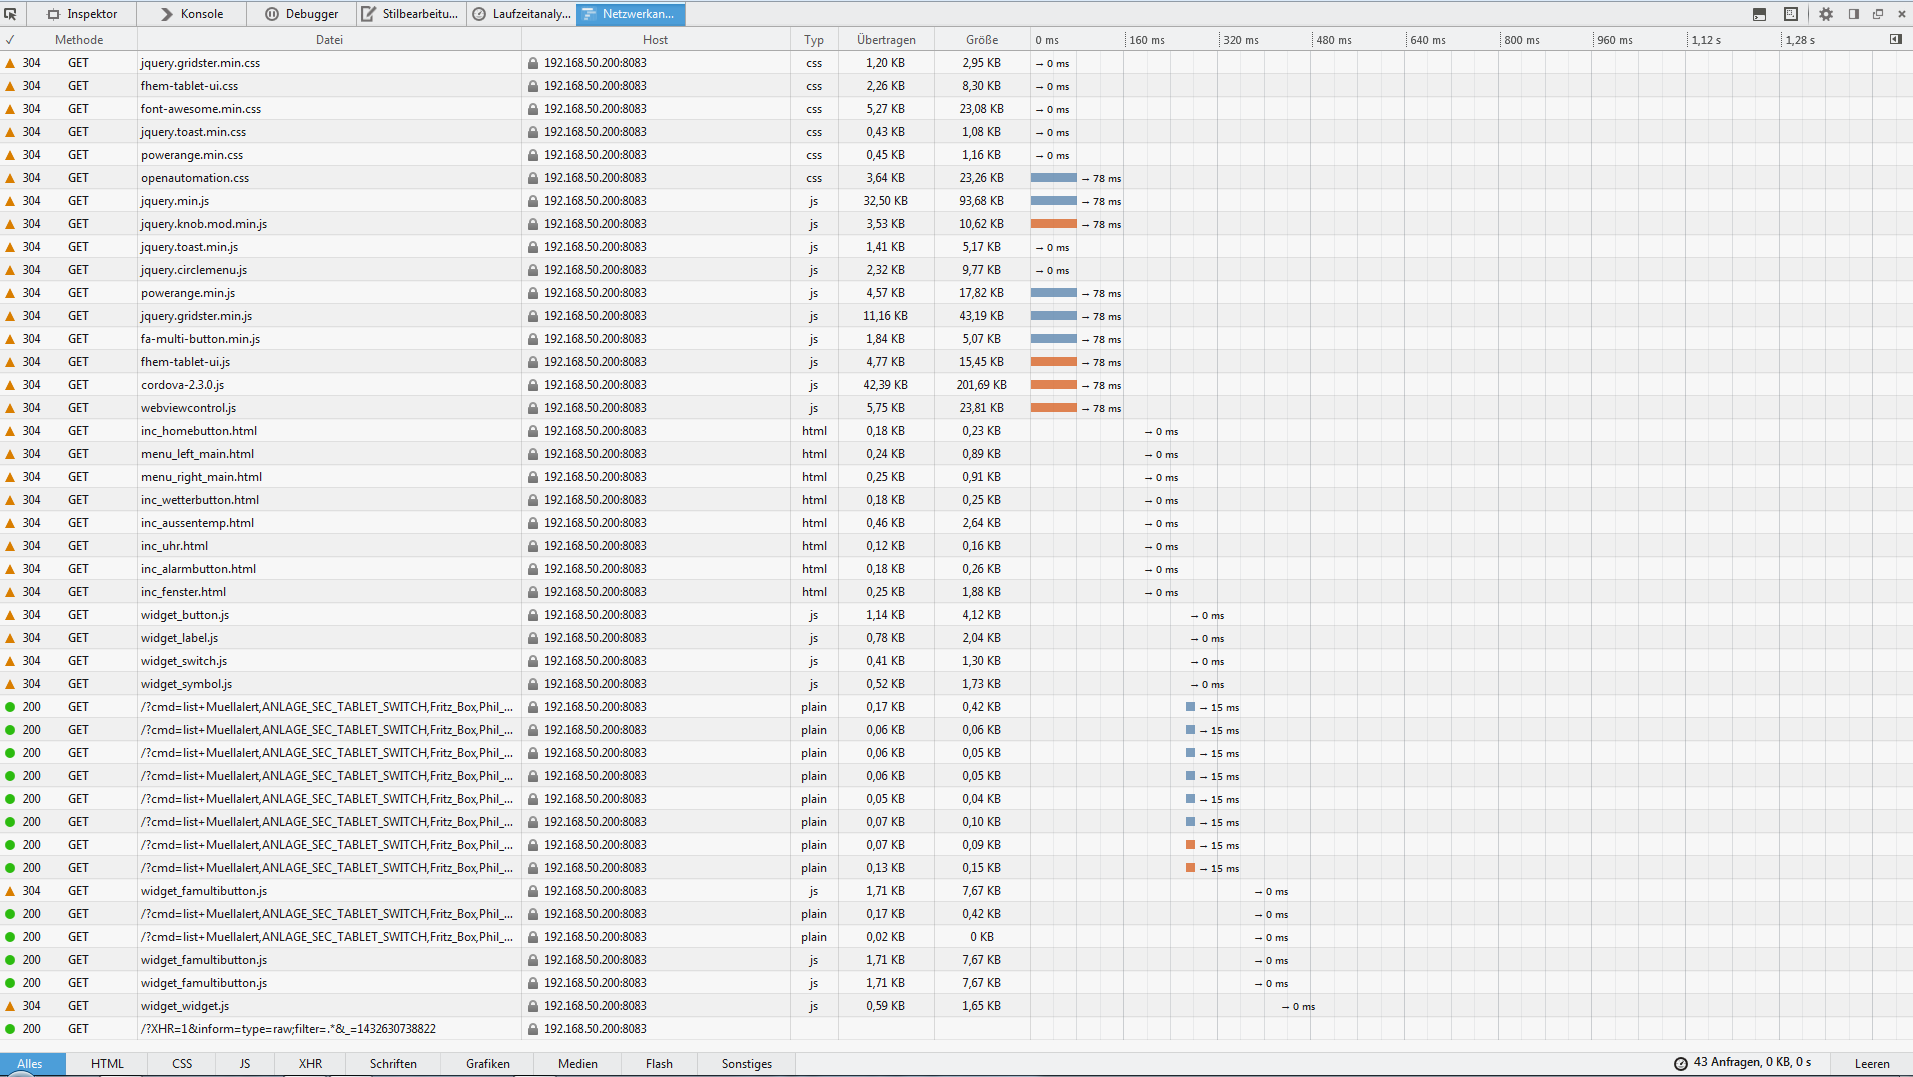 Inspektor Konsole Debugger Stilbearbeitu... Laufzeitanaly... Netzwerkan...
✓ Methode Datei Host Typ Übertragen Größe 0 ms 160 ms 320 ms 480 ms 640 ms 800 ms 960 ms 1,12 s 1,28 s
304 GET jquery.gridster.min.css 192.168.50.200:8083 css 1,20 KB 2,95 KB → 0 ms
304 GET fhem-tablet-ui.css 192.168.50.200:8083 css 2,26 KB 8,30 KB → 0 ms
304 GET font-awesome.min.css 192.168.50.200:8083 css 5,27 KB 23,08 KB → 0 ms
304 GET jquery.toast.min.css 192.168.50.200:8083 css 0,43 KB 1,08 KB → 0 ms
304 GET powerange.min.css 192.168.50.200:8083 css 0,45 KB 1,16 KB → 0 ms
304 GET openautomation.css 192.168.50.200:8083 css 3,64 KB 23,26 KB → 78 ms
304 GET jquery.min.js 192.168.50.200:8083 js 32,50 KB 93,68 KB → 78 ms
304 GET jquery.knob.mod.min.js 192.168.50.200:8083 js 3,53 KB 10,62 KB → 78 ms
304 GET jquery.toast.min.js 192.168.50.200:8083 js 1,41 KB 5,17 KB → 0 ms
304 GET jquery.circlemenu.js 192.168.50.200:8083 js 2,32 KB 9,77 KB → 0 ms
304 GET powerange.min.js 192.168.50.200:8083 js 4,57 KB 17,82 KB → 78 ms
304 GET jquery.gridster.min.js 192.168.50.200:8083 js 11,16 KB 43,19 KB → 78 ms
304 GET fa-multi-button.min.js 192.168.50.200:8083 js 1,84 KB 5,07 KB → 78 ms
304 GET fhem-tablet-ui.js 192.168.50.200:8083 js 4,77 KB 15,45 KB → 78 ms
304 GET cordova-2.3.0.js 192.168.50.200:8083 js 42,39 KB 201,69 KB → 78 ms
304 GET webviewcontrol.js 192.168.50.200:8083 js 5,75 KB 23,81 KB → 78 ms
304 GET inc_homebutton.html 192.168.50.200:8083 html 0,18 KB 0,23 KB → 0 ms
304 GET menu_left_main.html 192.168.50.200:8083 html 0,24 KB 0,89 KB → 0 ms
304 GET menu_right_main.html 192.168.50.200:8083 html 0,25 KB 0,91 KB → 0 ms
304 GET inc_wetterbutton.html 192.168.50.200:8083 html 0,18 KB 0,25 KB → 0 ms
304 GET inc_aussentemp.html 192.168.50.200:8083 html 0,46 KB 2,64 KB → 0 ms
304 GET inc_uhr.html 192.168.50.200:8083 html 0,12 KB 0,16 KB → 0 ms
304 GET inc_alarmbutton.html 192.168.50.200:8083 html 0,18 KB 0,26 KB → 0 ms
304 GET inc_fenster.html 192.168.50.200:8083 html 0,25 KB 1,88 KB → 0 ms
304 GET widget_button.js 192.168.50.200:8083 js 1,14 KB 4,12 KB → 0 ms
304 GET widget_label.js 192.168.50.200:8083 js 0,78 KB 2,04 KB → 0 ms
304 GET widget_switch.js 192.168.50.200:8083 js 0,41 KB 1,30 KB → 0 ms
304 GET widget_symbol.js 192.168.50.200:8083 js 0,52 KB 1,73 KB → 0 ms
200 GET /?cmd=list+Muellalert,ANLAGE_SEC_TABLET_SWITCH,Fritz_Box,Phil_... 192.168.50.200:8083 plain 0,17 KB 0,42 KB → 15 ms
200 GET /?cmd=list+Muellalert,ANLAGE_SEC_TABLET_SWITCH,Fritz_Box,Phil_... 192.168.50.200:8083 plain 0,06 KB 0,06 KB → 15 ms
200 GET /?cmd=list+Muellalert,ANLAGE_SEC_TABLET_SWITCH,Fritz_Box,Phil_... 192.168.50.200:8083 plain 0,06 KB 0,05 KB → 15 ms
200 GET /?cmd=list+Muellalert,ANLAGE_SEC_TABLET_SWITCH,Fritz_Box,Phil_... 192.168.50.200:8083 plain 0,06 KB 0,05 KB → 15 ms
200 GET /?cmd=list+Muellalert,ANLAGE_SEC_TABLET_SWITCH,Fritz_Box,Phil_... 192.168.50.200:8083 plain 0,05 KB 0,04 KB → 15 ms
200 GET /?cmd=list+Muellalert,ANLAGE_SEC_TABLET_SWITCH,Fritz_Box,Phil_... 192.168.50.200:8083 plain 0,07 KB 0,10 KB → 15 ms
200 GET /?cmd=list+Muellalert,ANLAGE_SEC_TABLET_SWITCH,Fritz_Box,Phil_... 192.168.50.200:8083 plain 0,07 KB 0,09 KB → 15 ms
200 GET /?cmd=list+Muellalert,ANLAGE_SEC_TABLET_SWITCH,Fritz_Box,Phil_... 192.168.50.200:8083 plain 0,13 KB 0,15 KB → 15 ms
304 GET widget_famultibutton.js 192.168.50.200:8083 js 1,71 KB 7,67 KB → 0 ms
200 GET /?cmd=list+Muellalert,ANLAGE_SEC_TABLET_SWITCH,Fritz_Box,Phil_... 192.168.50.200:8083 plain 0,17 KB 0,42 KB → 0 ms
200 GET /?cmd=list+Muellalert,ANLAGE_SEC_TABLET_SWITCH,Fritz_Box,Phil_... 192.168.50.200:8083 plain 0,02 KB 0 KB → 0 ms
200 GET widget_famultibutton.js 192.168.50.200:8083 js 1,71 KB 7,67 KB → 0 ms
200 GET widget_famultibutton.js 192.168.50.200:8083 js 1,71 KB 7,67 KB → 0 ms
304 GET widget_widget.js 192.168.50.200:8083 js 0,59 KB 1,65 KB → 0 ms
200 GET /?XHR=1&inform=type=raw;filter=.*&_=1432630738822 192.168.50.200:8083
Alles HTML CSS JS XHR Schriften Grafiken Medien Flash Sonstiges 43 Anfragen, 0 KB, 0 s Leeren